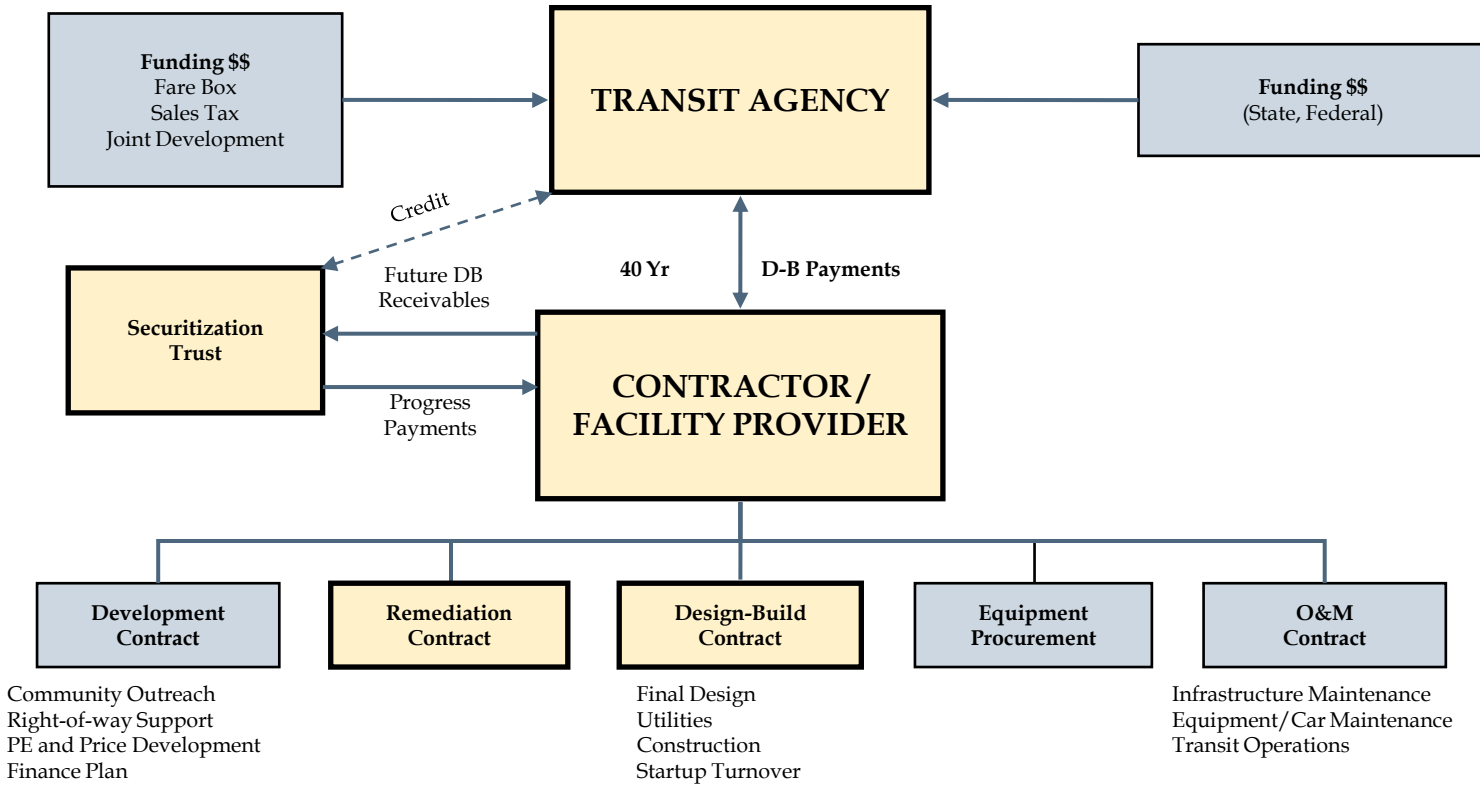 Funding $$
Fare Box
Sales Tax
Joint Development
TRANSIT AGENCY
Funding $$
(State, Federal)
Credit
Securitization
Trust
Future DB
Receivables
40 Yr
D-B Payments
Progress
Payments
CONTRACTOR/
FACILITY PROVIDER
Development
Contract
Remediation
Contract
Design-Build
Contract
Equipment
Procurement
O&M
Contract
Community Outreach
Right-of-way Support
PE and Price Development
Finance Plan
Final Design
Utilities
Construction
Startup Turnover
Infrastructure Maintenance
Equipment/Car Maintenance
Transit Operations